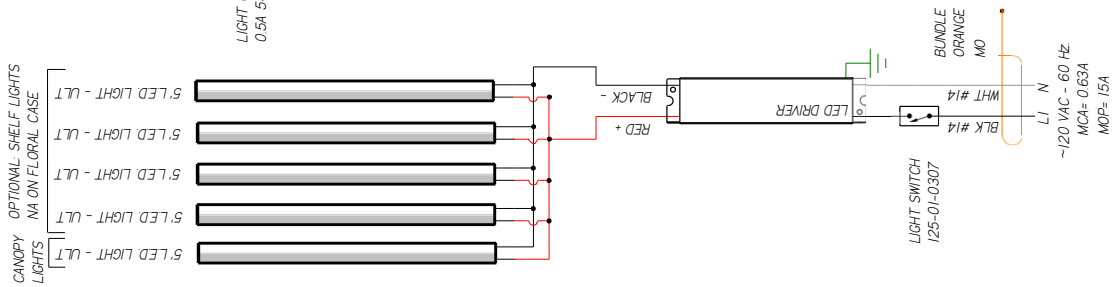 LIGHT
0.5A 5
OPTIONAL SHELF LIGHTS
NA ON FLORAL CASE
5' LED LIGHT - ULT
5' LED LIGHT - ULT
5' LED LIGHT - ULT
5' LED LIGHT - ULT
CANOPY
LIGHTS
5' LED LIGHT - ULT
BLACK -
RED +
LED DRIVER
LIGHT SWITCH
125-01-0307
BUNDLE
ORANGE
MO
WHT #14
BLK #14
N
L1
~120 VAC - 60 Hz.
MCA= 0.63A
MOP= 15A